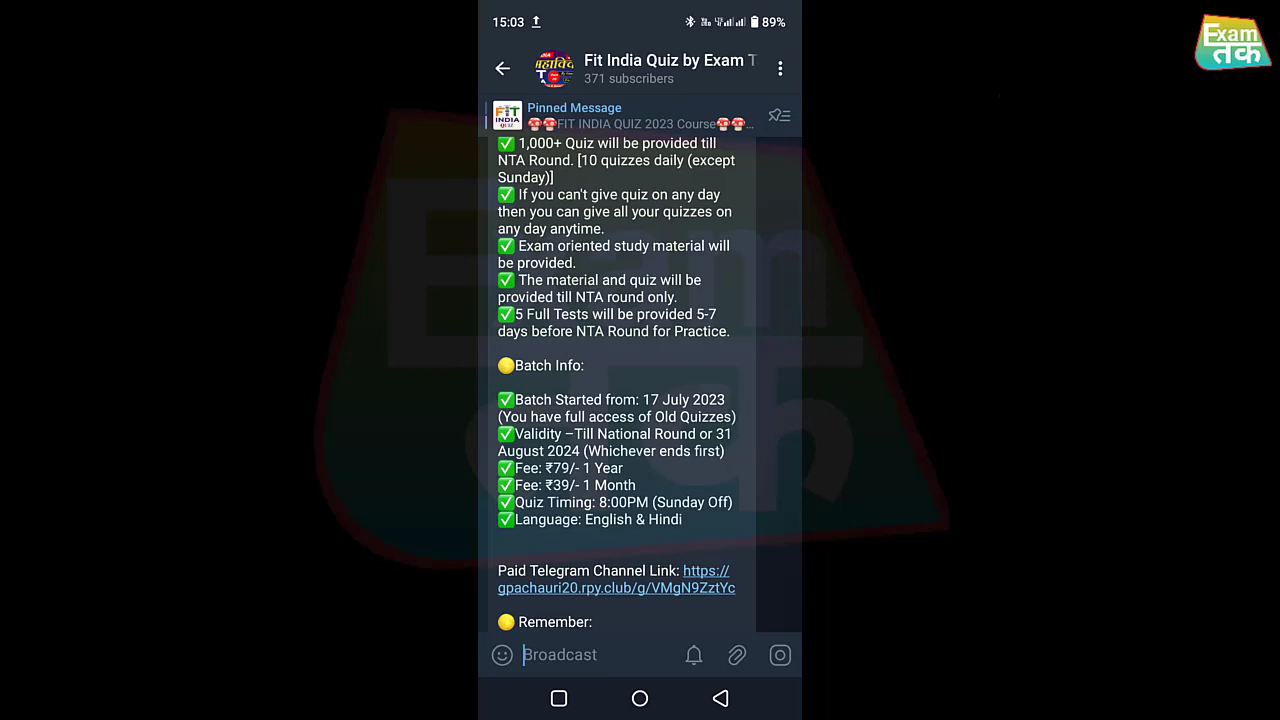 15:03 89%
Exam
तक
Fit India Quiz by Exam T
371 subscribers
Pinned Message
FIT INDIA QUIZ 2023 Course
✅ 1,000+ Quiz will be provided till
NTA Round. [10 quizzes daily (except
Sunday)]
✅ If you can't give quiz on any day
then you can give all your quizzes on
any day anytime.
✅ Exam oriented study material will
be provided.
✅ The material and quiz will be
provided till NTA round only.
✅5 Full Tests will be provided 5-7
days before NTA Round for Practice.
🟡Batch Info:
✅Batch Started from: 17 July 2023
(You have full access of Old Quizzes)
✅Validity –Till National Round or 31
August 2024 (Whichever ends first)
✅Fee: ₹79/- 1 Year
✅Fee: ₹39/- 1 Month
✅Quiz Timing: 8:00PM (Sunday Off)
✅Language: English & Hindi
Paid Telegram Channel Link: https://
gpachauri20.rpy.club/g/VMgN9ZztYc
🟡 Remember:
Broadcast